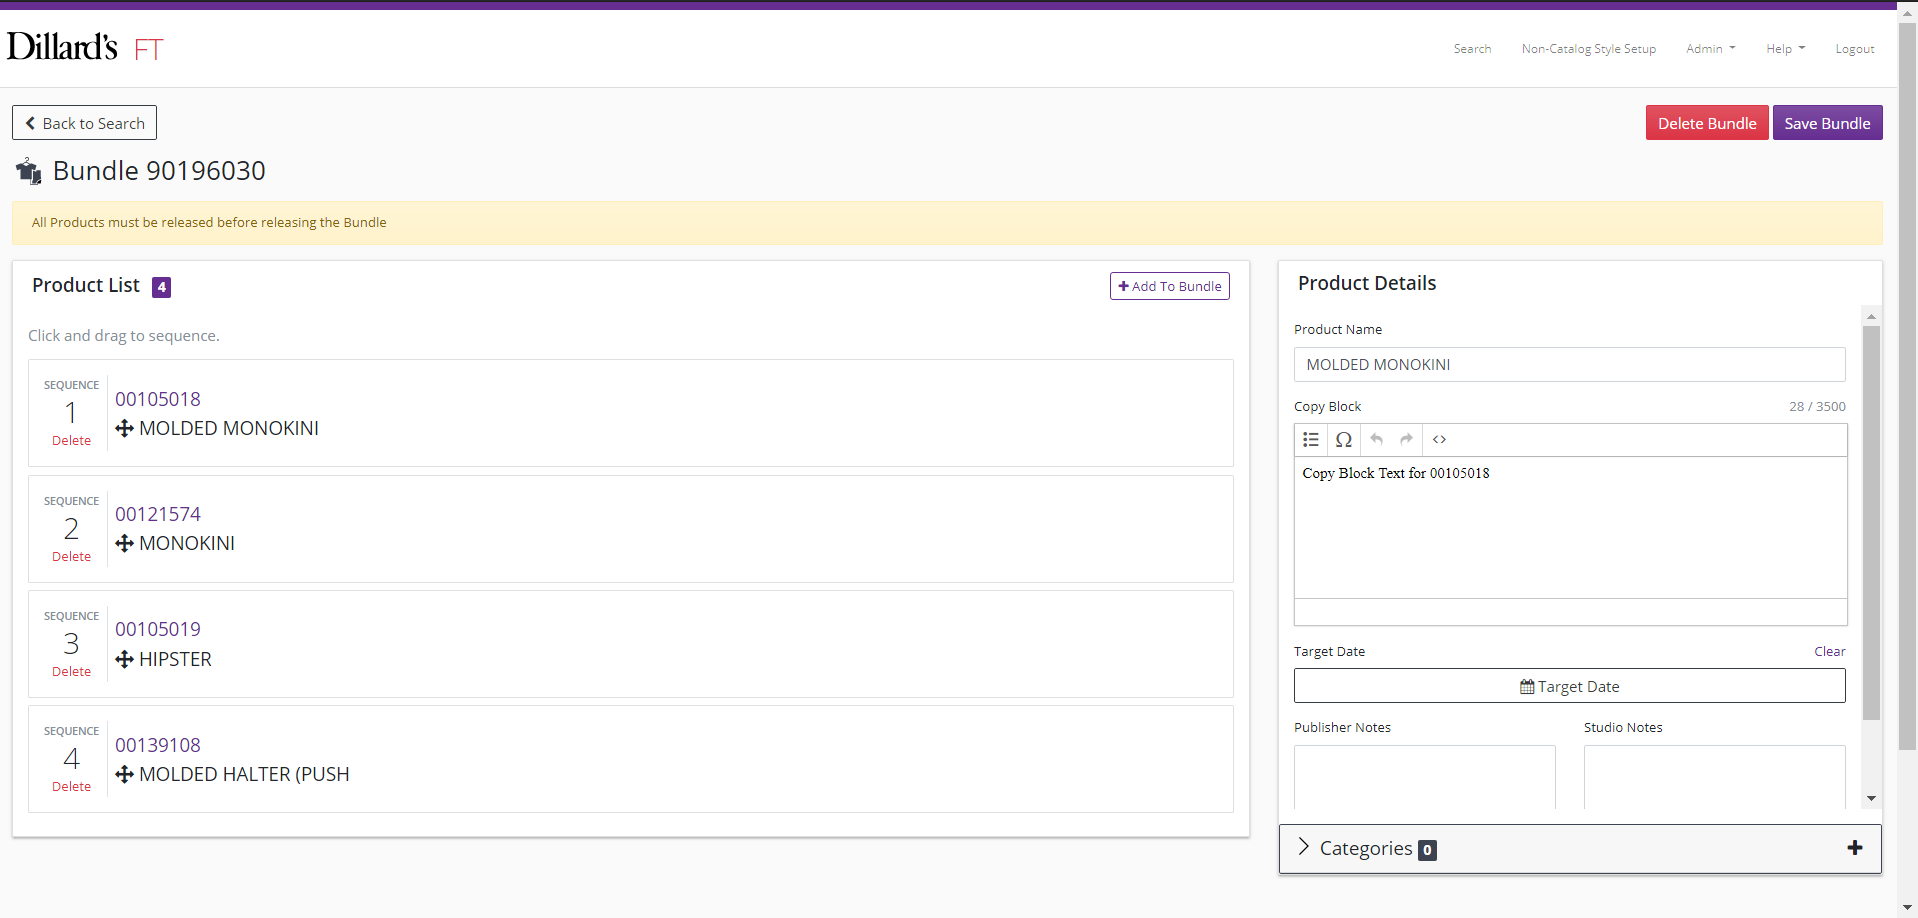 Dillard's FT
Search Non-Catalog Style Setup Admin Help Logout
Back to Search
Delete Bundle Save Bundle
Bundle 90196030
All Products must be released before releasing the Bundle
Product List 4
Add To Bundle
Click and drag to sequence.
SEQUENCE
1
Delete
00105018
MOLDED MONOKINI
SEQUENCE
2
Delete
00121574
MONOKINI
SEQUENCE
3
Delete
00105019
HIPSTER
SEQUENCE
4
Delete
00139108
MOLDED HALTER (PUSH
Product Details
Product Name
MOLDED MONOKINI
Copy Block 28 / 3500
Copy Block Text for 00105018
Target Date Clear
Target Date
Publisher Notes Studio Notes
Categories 0